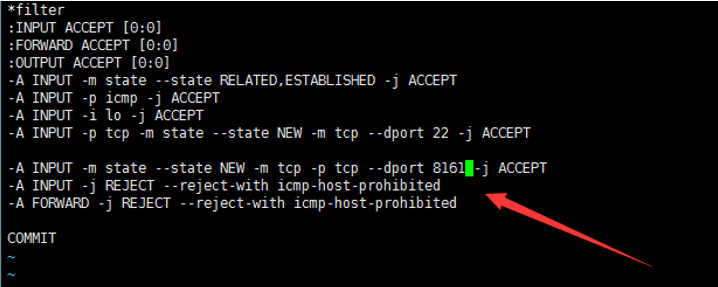 *filter
:INPUT ACCEPT [0:0]
:FORWARD ACCEPT [0:0]
:OUTPUT ACCEPT [0:0]
-A INPUT -m state --state RELATED,ESTABLISHED -j ACCEPT
-A INPUT -p icmp -j ACCEPT
-A INPUT -i lo -j ACCEPT
-A INPUT -p tcp -m state --state NEW -m tcp --dport 22 -j ACCEPT
-A INPUT -m state --state NEW -m tcp -p tcp --dport 8161 -j ACCEPT
-A INPUT -j REJECT --reject-with icmp-host-prohibited
-A FORWARD -j REJECT --reject-with icmp-host-prohibited
COMMIT
~
~